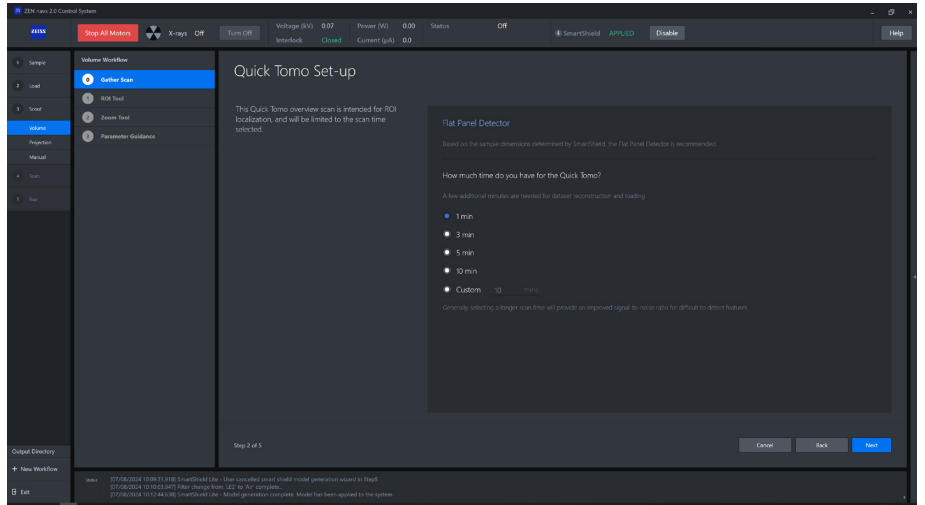 ZEN navx 2.0 Control System
ZEISS
Stop All Motors
X-rays Off
Turn Off
Voltage (kV) 0.07
Power (W) 0.00
Status Off
Interlock Closed
Current (μA) 0.0
SmartShield APPLIED
Disable
Help
1 Sample
2 Load
3 Scout
Volume
Projection
Manual
4 Scan
5 Run
Output Directory
+ New Workflow
Exit
Volume Workflow
0 Gather Scan
1 ROI Tool
2 Zoom Tool
3 Parameter Guidance
Quick Tomo Set-up
This Quick Tomo overview scan is intended for ROI
localization, and will be limited to the scan time
selected.
Flat Panel Detector
Based on the sample dimensions determined by SmartShield, the Flat Panel Detector is recommended.
How much time do you have for the Quick Tomo?
A few additional minutes are needed for dataset reconstruction and loading
1 min
3 min
5 min
10 min
Custom 10 mins
Generally, selecting a longer scan time will provide an improved signal-to-noise ratio for difficult to detect features
Step 2 of 5
Cancel
Back
Next
Status
[07/08/2024 10:09:31.918] SmartShield Lite - User cancelled smart shield model generation wizard in Step5
[07/08/2024 10:10:03.947] Filter change from 'LE2' to 'Air' complete.
[07/08/2024 10:12:44.638] SmartShield Lite - Model generation complete. Model has been applied to the system.